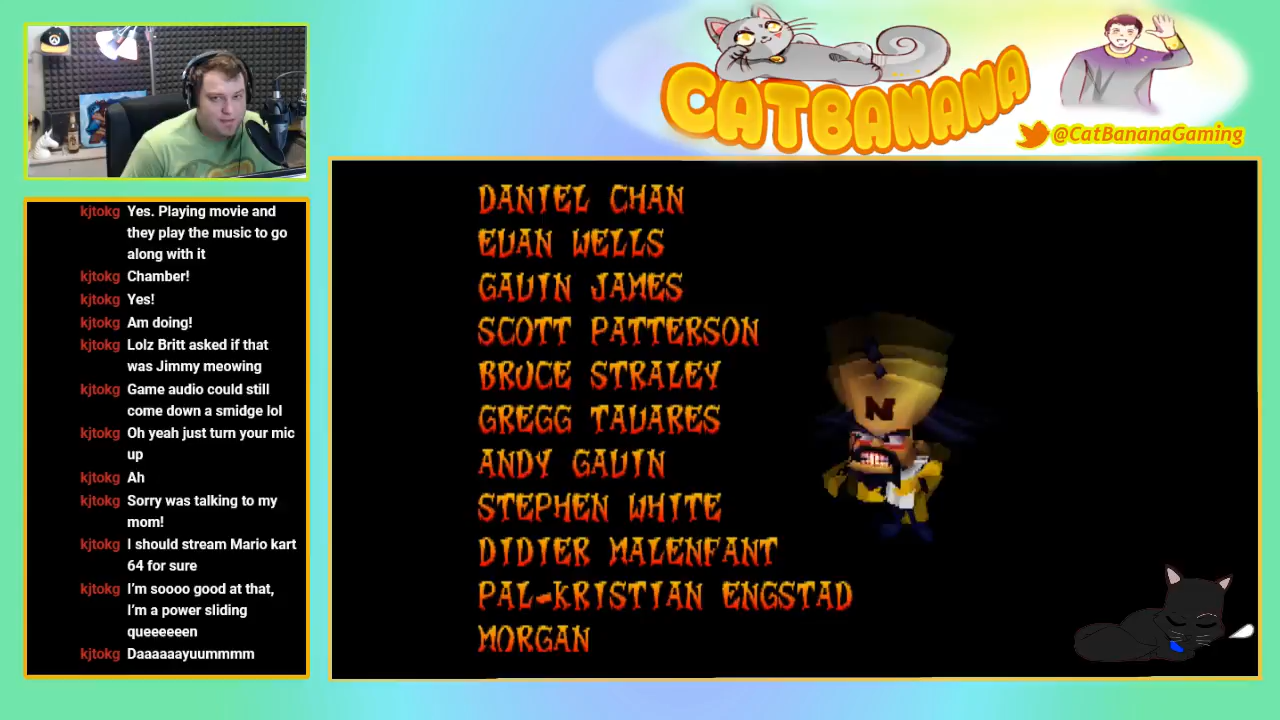 CATBANANA
@CatBananaGaming
kjtokg Yes. Playing movie and
they play the music to go
along with it
kjtokg Chamber!
kjtokg Yes!
kjtokg Am doing!
kjtokg Lolz Britt asked if that
was Jimmy meowing
kjtokg Game audio could still
come down a smidge lol
kjtokg Oh yeah just turn your mic
up
kjtokg Ah
kjtokg Sorry was talking to my
mom!
kjtokg I should stream Mario kart
64 for sure
kjtokg I'm soooo good at that,
I'm a power sliding
queeeeeen
kjtokg Daaaaaayuummmm
DANIEL CHAN
EVAN WELLS
GAVIN JAMES
SCOTT PATTERSON
BRUCE STRALEY
GREGG TAVARES
ANDY GAVIN
STEPHEN WHITE
DIDIER MALENFANT
PAL-KRISTIAN ENGSTAD
MORGAN
N